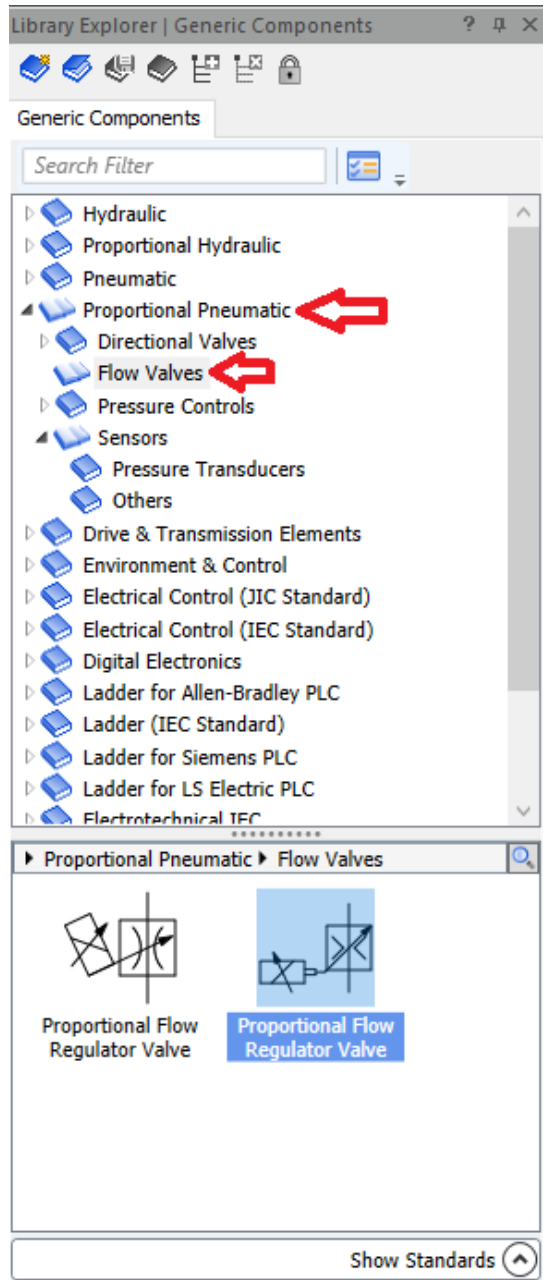 Library Explorer | Generic Components
Generic Components
Search Filter
Hydraulic
Proportional Hydraulic
Pneumatic
Proportional Pneumatic
Directional Valves
Flow Valves
Pressure Controls
Sensors
Pressure Transducers
Others
Drive & Transmission Elements
Environment & Control
Electrical Control (JIC Standard)
Electrical Control (IEC Standard)
Digital Electronics
Ladder for Allen-Bradley PLC
Ladder (IEC Standard)
Ladder for Siemens PLC
Ladder for LS Electric PLC
Electrotechnical IEC
Proportional Pneumatic Flow Valves
Proportional Flow
Regulator Valve
Proportional Flow
Regulator Valve
Show Standards